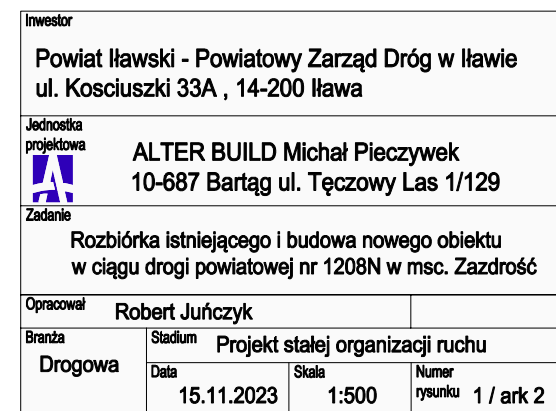 Inwestor
Powiat Iławski - Powiatowy Zarząd Dróg w Iławie
ul. Kosciuszki 33A , 14-200 Iława
Jednostka
projektowa
ALTER BUILD Michał Pieczywek
10-687 Bartąg ul. Tęczowy Las 1/129
Zadanie
Rozbiórka istniejącego i budowa nowego obiektu
w ciągu drogi powiatowej nr 1208N w msc. Zazdrość
Opracował Robert Juńczyk
Branża
Drogowa
Stadium Projekt stałej organizacji ruchu
Data
15.11.2023
Skala
1:500
Numer
rysunku 1 / ark 2